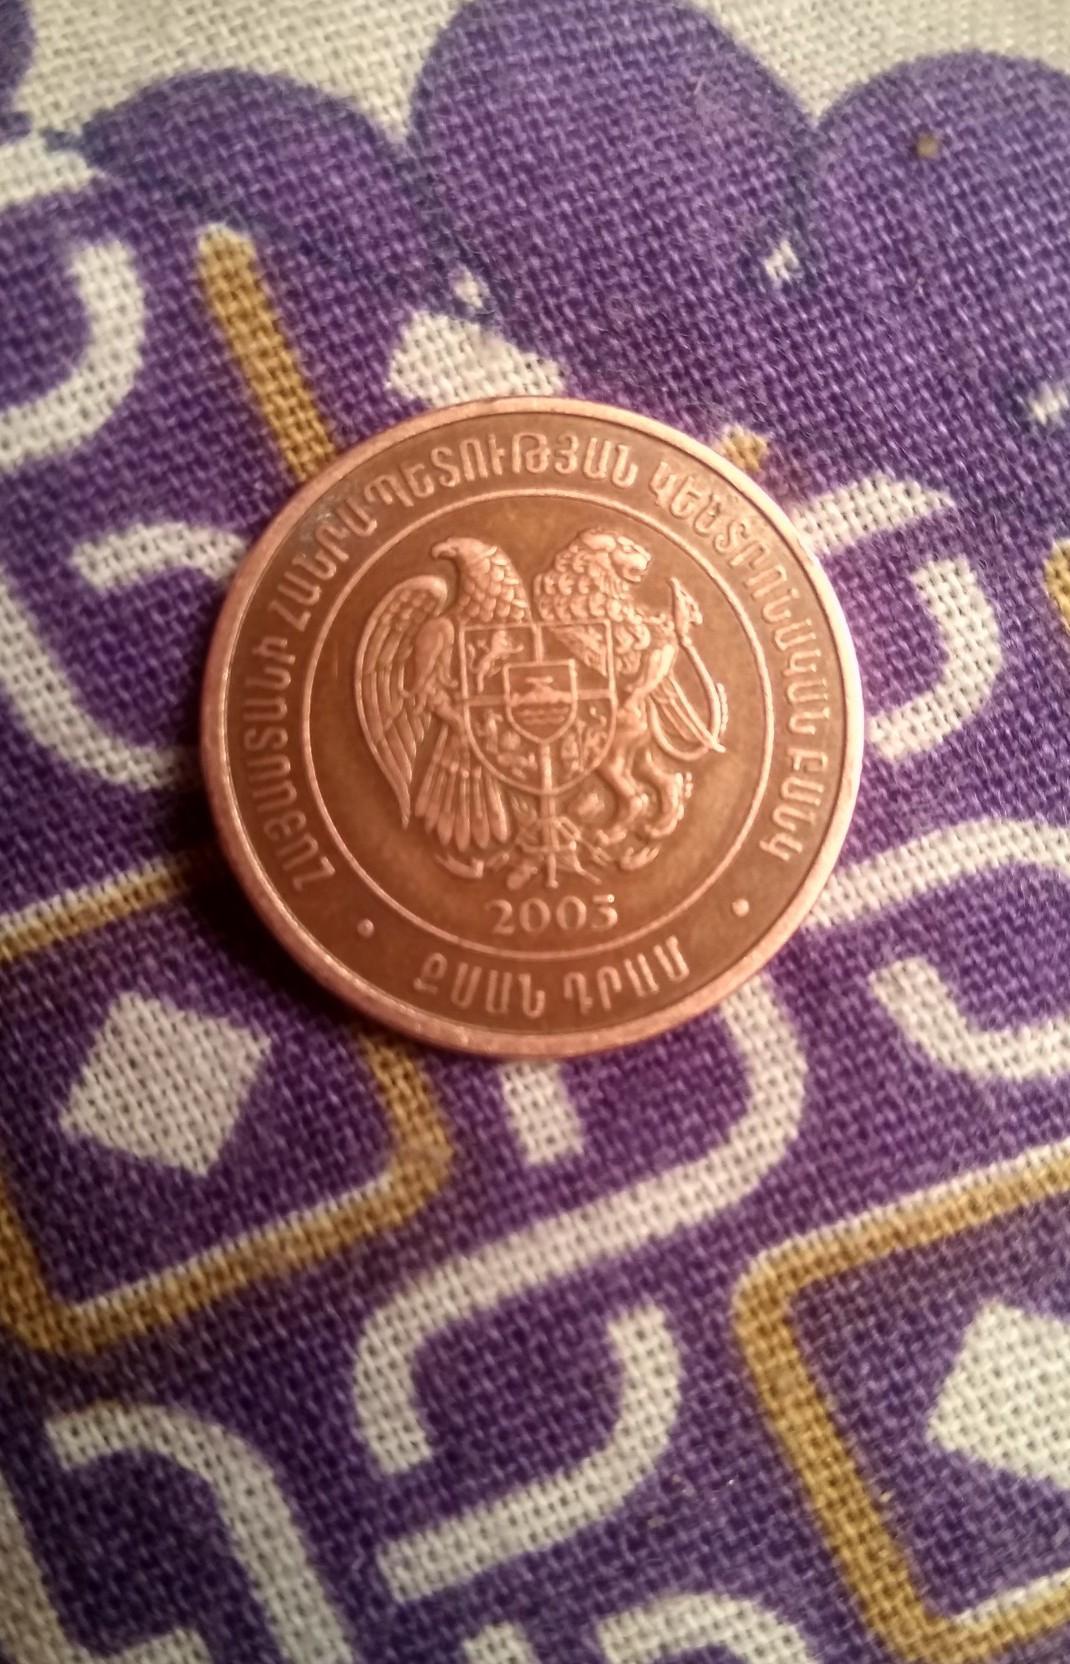 ՀԱՅԱՍՏԱՆԻ ՀԱՆՐԱՊԵՏՈՒԹՅԱՆ ԿԵՆՏՐՈՆԱԿԱՆ ԲԱՆԿ
2003
ՔՍԱՆ ԴՐԱՄ